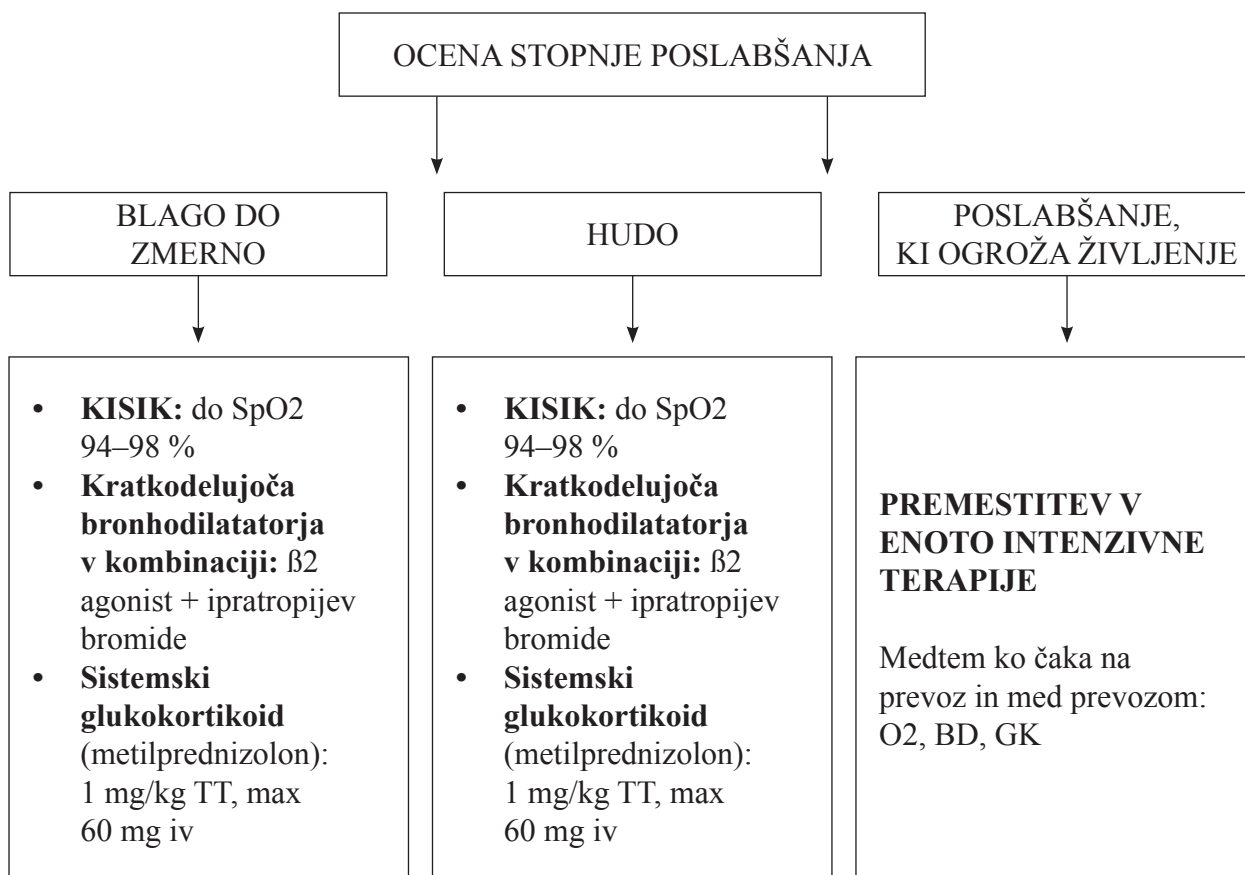 OCENA STOPNJE POSLABŠANJA
BLAGO DO
ZMERNO
HUDO
POSLABŠANJE,
KI OGROŽA ŽIVLJENJE
• KISIK: do SpO2
94–98 %
• Kratkodelujoča
bronhodilatatorja
v kombinaciji: ß2
agonist + ipratropijev
bromide
• Sistemski
glukokortikoid
(metilprednizolon):
1 mg/kg TT, max
60 mg iv
• KISIK: do SpO2
94–98 %
• Kratkodelujoča
bronhodilatatorja
v kombinaciji: ß2
agonist + ipratropijev
bromide
• Sistemski
glukokortikoid
(metilprednizolon):
1 mg/kg TT, max
60 mg iv
PREMESTITEV V
ENOTO INTENZIVNE
TERAPIJE
Medtem ko čaka na
prevoz in med prevozom:
O2, BD, GK